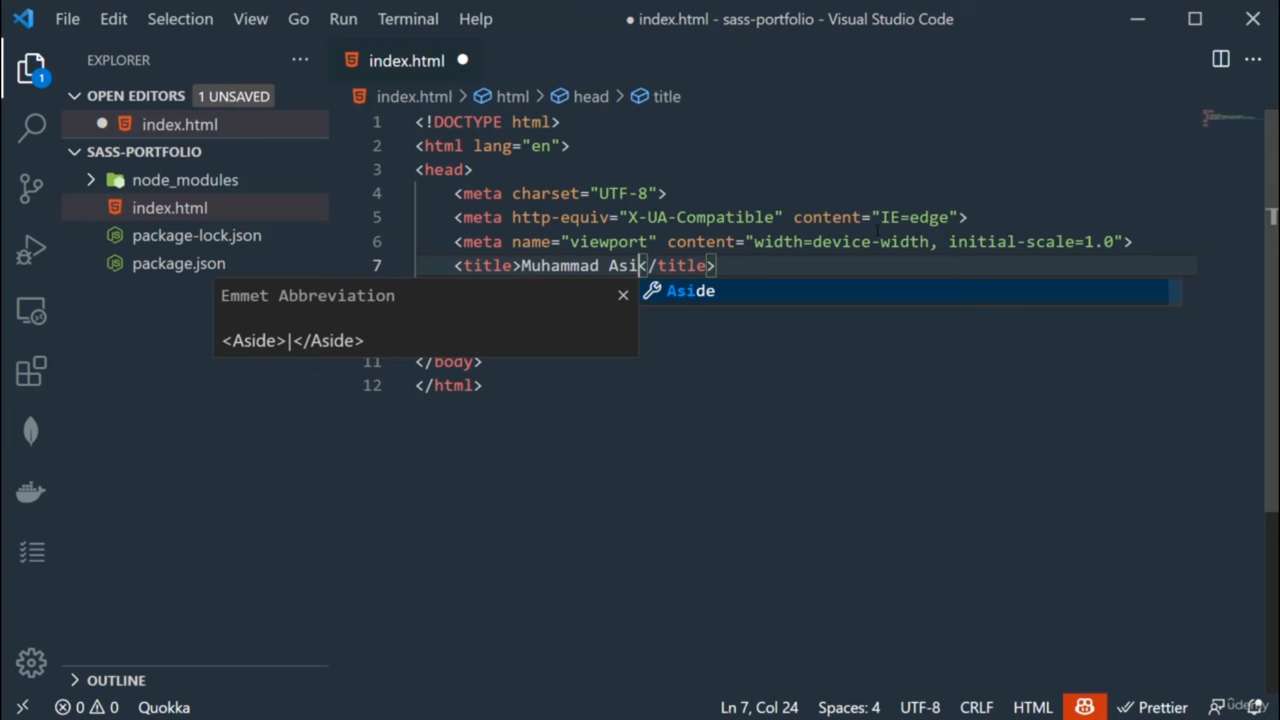 File Edit Selection View Go Run Terminal Help ● index.html - sass-portfolio - Visual Studio Code
EXPLORER
index.html
OPEN EDITORS 1 UNSAVED
index.html > html > head > title
index.html
SASS-PORTFOLIO
node_modules
index.html
package-lock.json
package.json
1 <!DOCTYPE html>
2 <html lang="en">
3 <head>
4 <meta charset="UTF-8">
5 <meta http-equiv="X-UA-Compatible" content="IE=edge">
6 <meta name="viewport" content="width=device-width, initial-scale=1.0">
7 <title>Muhammad Asi</title>
Emmet Abbreviation
<Aside>|</Aside>
Aside
11 </body>
12 </html>
1
OUTLINE
0 0 Quokka Ln 7, Col 24 Spaces: 4 UTF-8 CRLF HTML Prettier
udemy